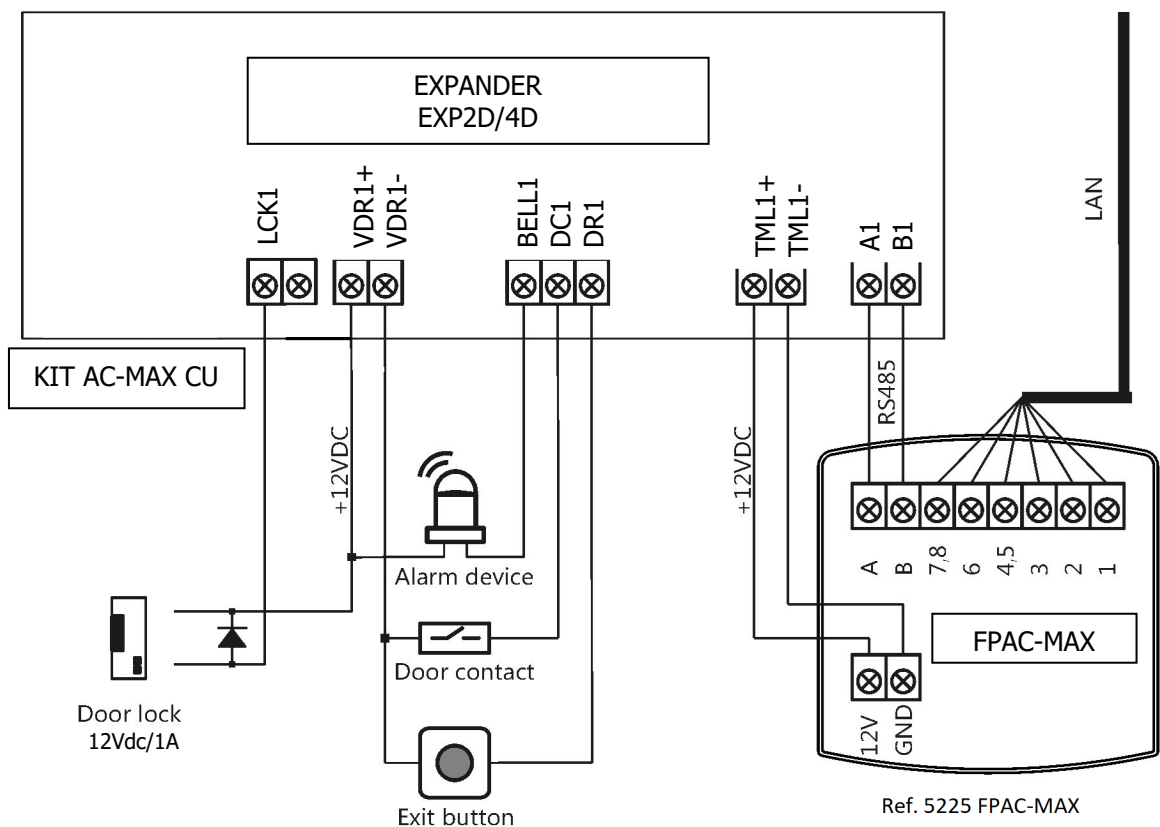 EXPANDER
EXP2D/4D
LCK1
VDR1+
VDR1-
BELL1
DC1
DR1
TML1+
TML1-
A1
B1
LAN
KIT AC-MAX CU
+12VDC
+12VDC
RS485
Alarm device
Door contact
Door lock
12Vdc/1A
Exit button
A
B
7,8
6
4,5
3
2
1
FPAC-MAX
12V
GND
Ref. 5225 FPAC-MAX